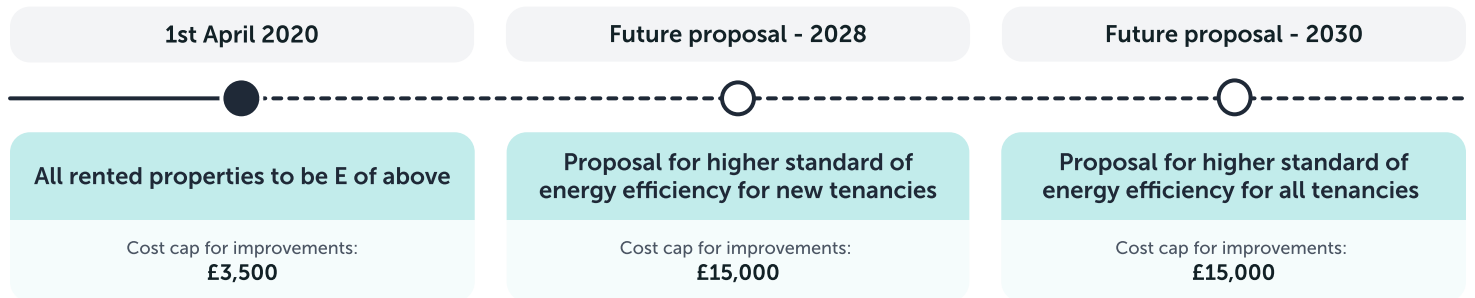 1st April 2020
All rented properties to be E of above
Cost cap for improvements:
£3,500
Future proposal - 2028
Proposal for higher standard of
energy efficiency for new tenancies
Cost cap for improvements:
£15,000
Future proposal - 2030
Proposal for higher standard of
energy efficiency for all tenancies
Cost cap for improvements:
£15,000